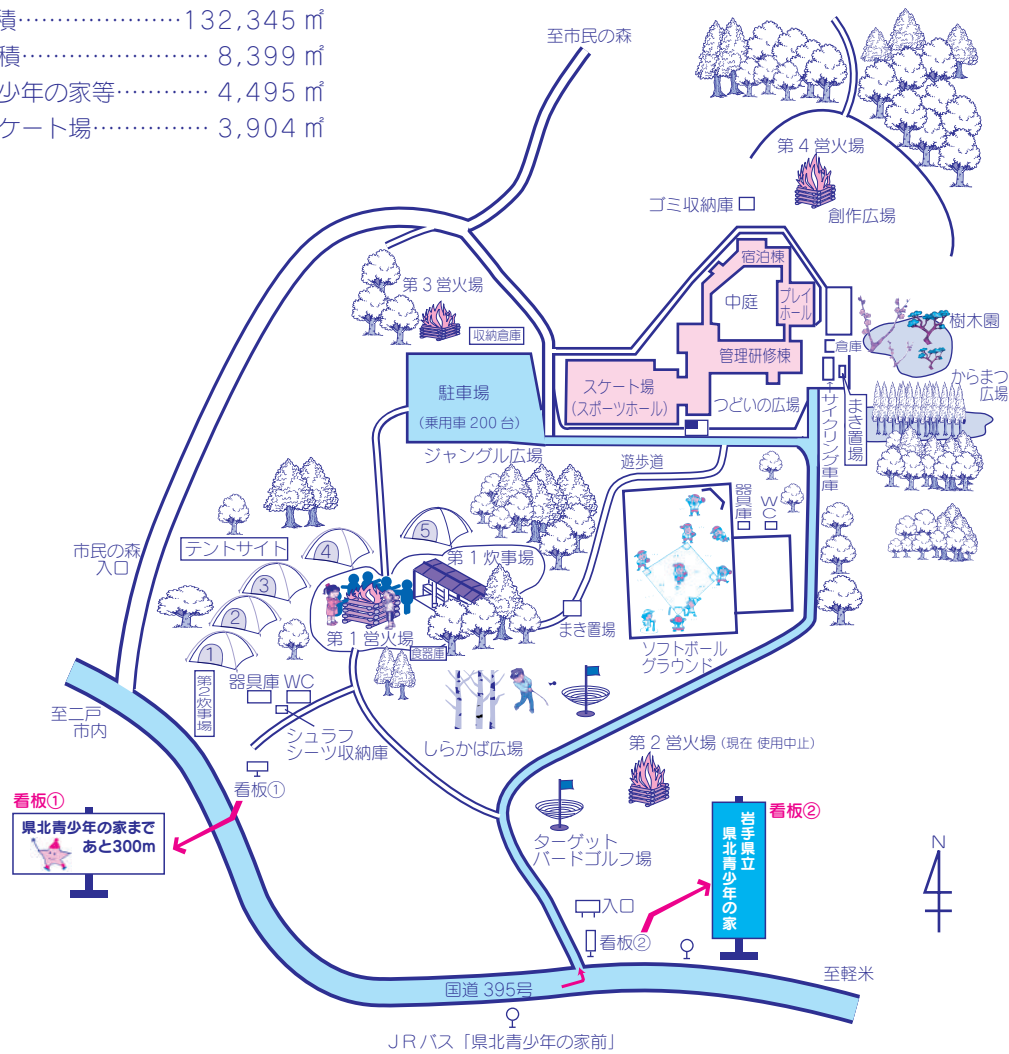 積…………………132,345 ㎡
積…………………… 8,399 ㎡
少年の家等………… 4,495 ㎡
ケート場…………… 3,904 ㎡
至市民の森
第4営火場
創作広場
ゴミ収納庫
宿泊棟
中庭
プレイ
ホール
管理研修棟
倉庫
樹木園
第3営火場
収納倉庫
駐車場
(乗用車 200 台)
スケート場
(スポーツホール)
つどいの広場
サイクリング車庫
まき置場
からまつ
広場
ジャングル広場
遊歩道
器具庫
WC
市民の森
入口
テントサイト
5
4
3
2
1
第1炊事場
第1営火場
食器庫
まき置場
ソフトボール
グラウンド
第2炊事場
器具庫 WC
シュラフ
シーツ収納庫
しらかば広場
至二戸
市内
看板①
看板①
県北青少年の家まで
あと300m
第2営火場 (現在 使用中止)
ターゲット
バードゴルフ場
看板②
岩手県立
県北青少年の家
N
入口
看板②
国道 395号
至軽米
JRバス「県北青少年の家前」